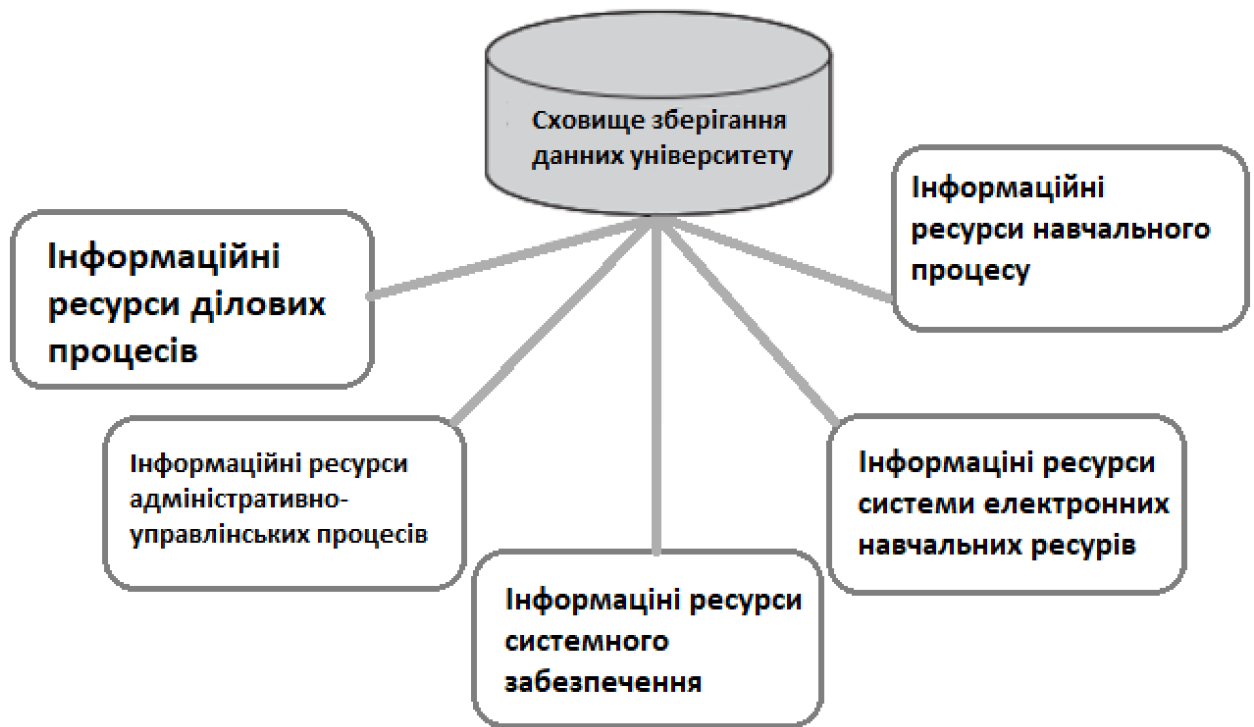 Сховище зберігання
данних університету
Інформаційні
ресурси навчального
процесу
Інформаційні
ресурси ділових
процесів
Інформаційні ресурси
адміністративно-
управлінських процесів
Інформаціні ресурси
системи електронних
навчальних ресурів
Інформаціні ресурси
системного
забезпечення